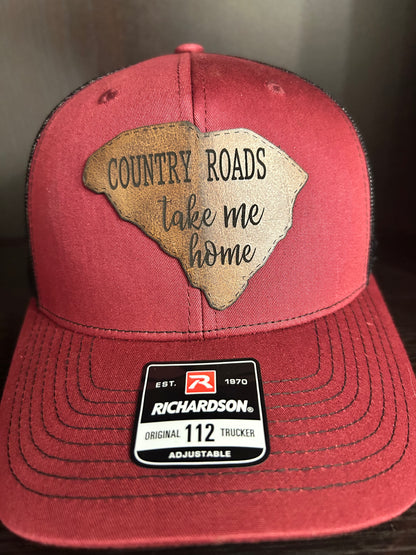 COUNTRY ROADS
take me
home
EST. R 1970
RICHARDSON®
ORIGINAL 112 TRUCKER
ADJUSTABLE